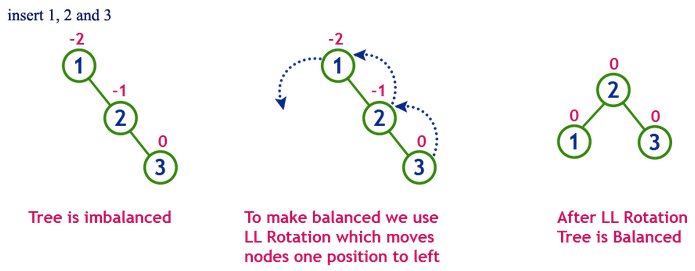 insert 1, 2 and 3
-2
1
-1
2
0
3
Tree is imbalanced
-2
1
-1
2
0
3
To make balanced we use
LL Rotation which moves
nodes one position to left
0
2
0
1
0
3
After LL Rotation
Tree is Balanced